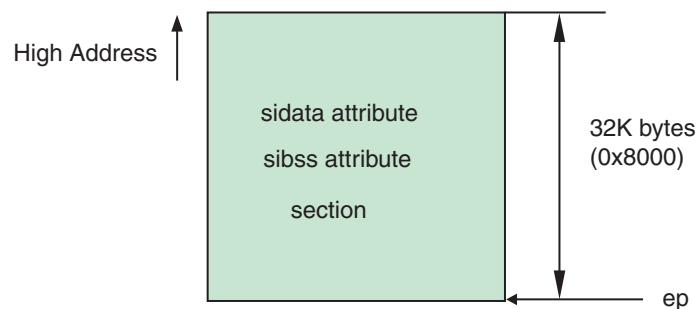 High Address
sidata attribute
sibss attribute
section
32K bytes
(0x8000)
ep